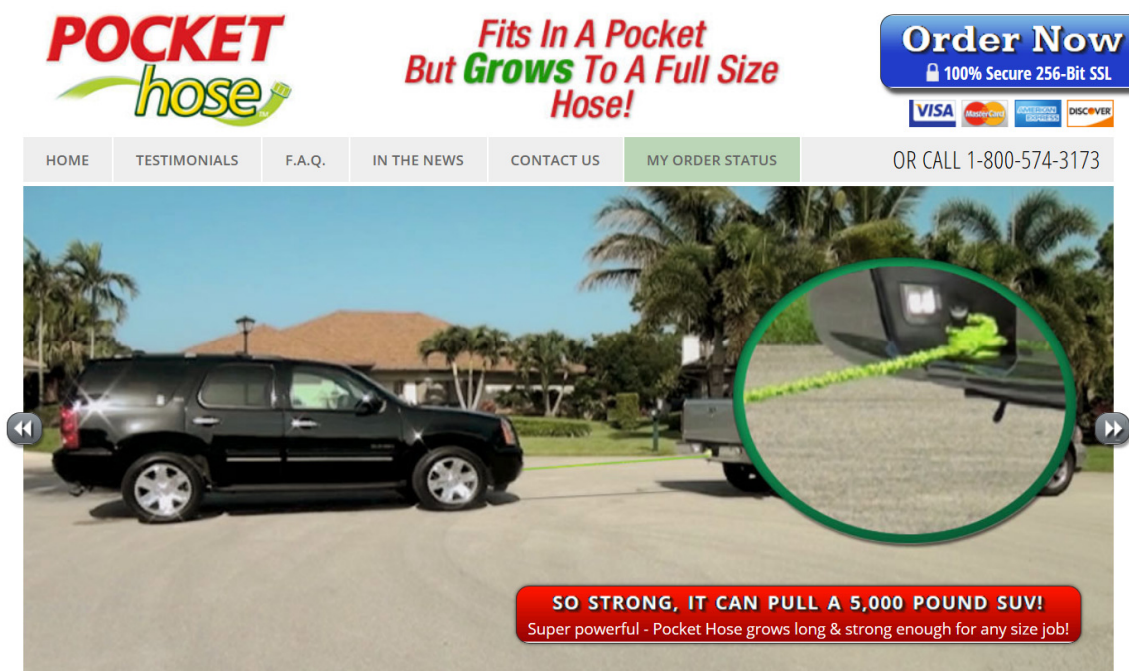 POCKET
hose
Fits In A Pocket
But Grows To A Full Size
Hose!
Order Now
100% Secure 256-Bit SSL
VISA MasterCard AMERICAN EXPRESS DISCOVER
HOME TESTIMONIALS F.A.Q. IN THE NEWS CONTACT US MY ORDER STATUS OR CALL 1-800-574-3173
SO STRONG, IT CAN PULL A 5,000 POUND SUV!
Super powerful - Pocket Hose grows long & strong enough for any size job!